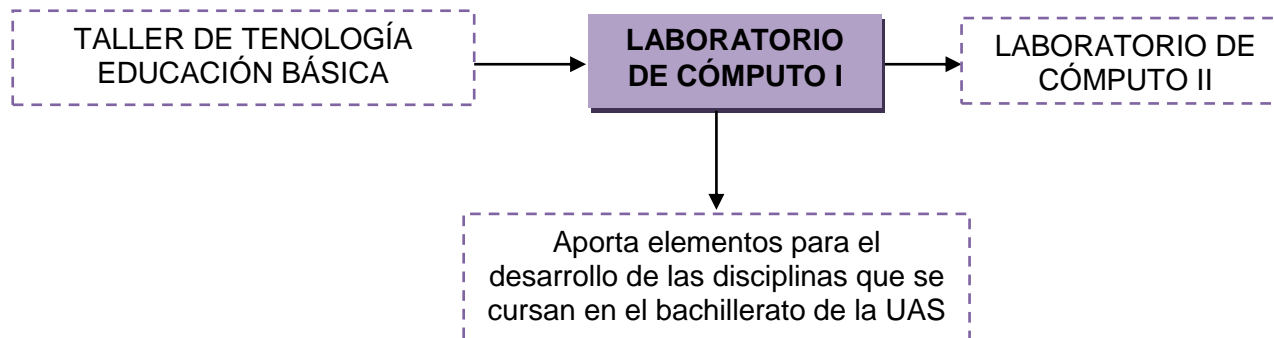 TALLER DE TENOLOGÍA
EDUCACIÓN BÁSICA
LABORATORIO
DE CÓMPUTO I
LABORATORIO DE
CÓMPUTO II
Aporta elementos para el
desarrollo de las disciplinas que se
cursan en el bachillerato de la UAS